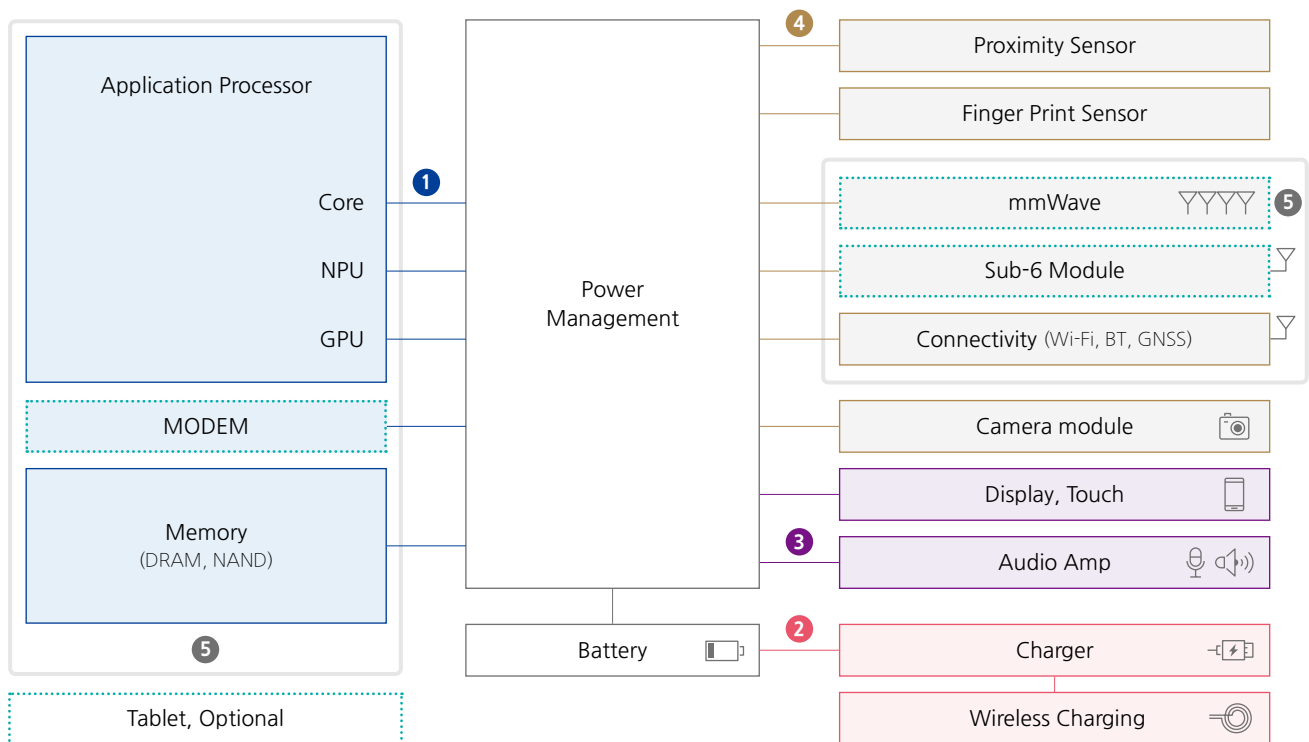 Application Processor
Core
NPU
GPU
MODEM
Memory
(DRAM, NAND)
5
Tablet, Optional
1
Power
Management
Battery
4
Proximity Sensor
Finger Print Sensor
mmWave
5
Sub-6 Module
Connectivity (Wi-Fi, BT, GNSS)
Camera module
Display, Touch
3
Audio Amp
2
Charger
Wireless Charging